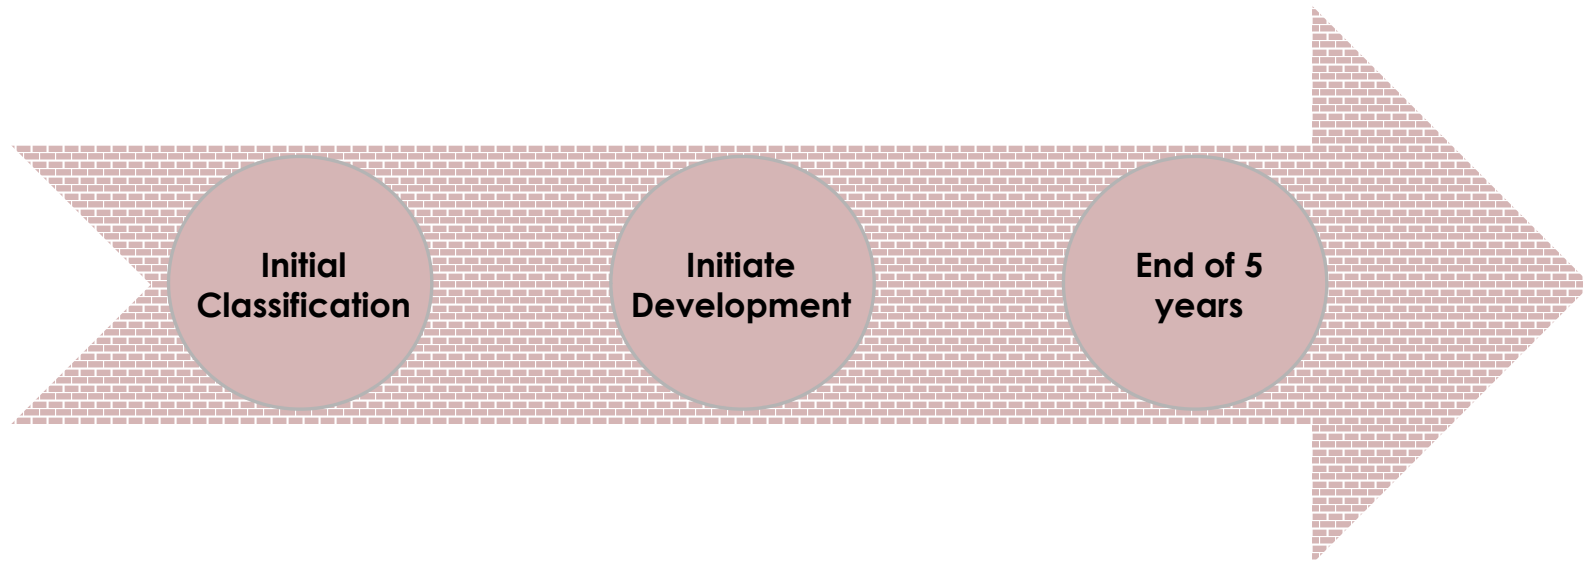 Initial
Classification
Initiate
Development
End of 5
years